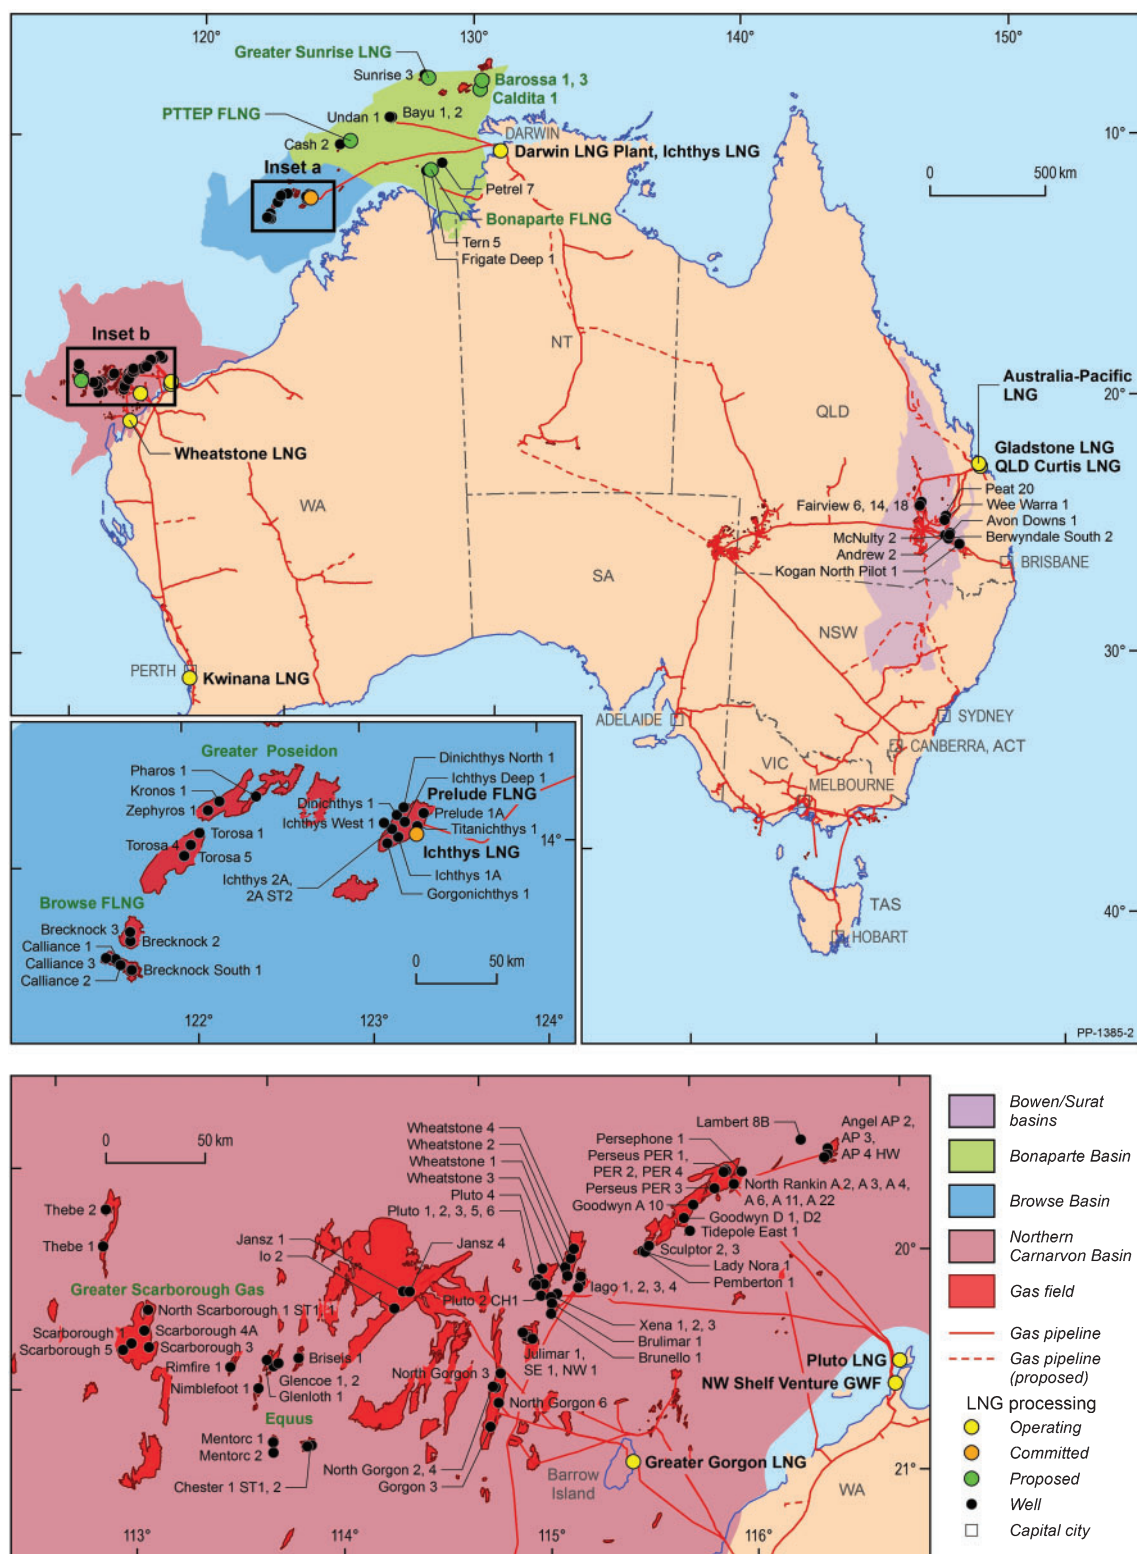 120°
130°
140°
150°
Greater Sunrise LNG
Sunrise 3
Barossa 1, 3
Caldita 1
PTTEP FLNG
Undan 1
Bayu 1, 2
Cash 2
DARWIN
10°
Darwin LNG Plant, Ichthys LNG
Inset a
0
500 km
Petrel 7
Bonaparte FLNG
Tern 5
Frigate Deep 1
Inset b
NT
Australia-Pacific
LNG
20°
QLD
Wheatstone LNG
Gladstone LNG
QLD Curtis LNG
Peat 20
WA
Fairview 6, 14, 18
Wee Warra 1
Avon Downs 1
McNulty 2
Berwyndale South 2
Andrew 2
Kogan North Pilot 1
BRISBANE
SA
NSW
30°
PERTH
Kwinana LNG
ADELAIDE
SYDNEY
CANBERRA, ACT
VIC
MELBOURNE
TAS
40°
HOBART
PP-1385-2
Greater Poseidon
Dinichthys North 1
Pharos 1
Ichthys Deep 1
Kronos 1
Prelude FLNG
Zephyros 1
Dinichthys 1
Prelude 1A
Ichthys West 1
Titanichthys 1
Torosa 1
14°
Torosa 4
Ichthys LNG
Torosa 5
Ichthys 2A,
2A ST2
Ichthys 1A
Gorgonichthys 1
Browse FLNG
Brecknock 3
Brecknock 2
Calliance 1
Calliance 3
Brecknock South 1
Calliance 2
0
50 km
122°
123°
124°
0
50 km
Wheatstone 4
Wheatstone 2
Wheatstone 1
Wheatstone 3
Pluto 4
Pluto 1, 2, 3, 5, 6
Lambert 8B
Angel AP 2,
AP 3,
AP 4 HW
Persephone 1
Perseus PER 1,
PER 2, PER 4
Perseus PER 3
North Rankin A 2, A 3, A 4,
A 6, A 11, A 22
Goodwyn A 10
Goodwyn D 1, D2
Tidepole East 1
Thebe 2
Thebe 1
Jansz 1
Io 2
Jansz 4
Sculptor 2, 3
Lady Nora 1
Pemberton 1
20°
Greater Scarborough Gas
Iago 1, 2, 3, 4
Pluto 2 CH1
North Scarborough 1 ST1, 1
Xena 1, 2, 3
Scarborough 1
Scarborough 4A
Brulimar 1
Scarborough 5
Scarborough 3
Brunello 1
Rimfire 1
Briseis 1
Julimar 1,
SE 1, NW 1
Glencoe 1, 2
North Gorgon 3
Pluto LNG
Nimblefoot 1
Glenloth 1
NW Shelf Venture GWF
North Gorgon 6
Equus
Mentorc 1
Mentorc 2
Greater Gorgon LNG
North Gorgon 2, 4
Chester 1 ST1, 2
Gorgon 3
Barrow
Island
21°
WA
113°
114°
115°
116°
Bowen/Surat
basins
Bonaparte Basin
Browse Basin
Northern
Carnarvon Basin
Gas field
Gas pipeline
Gas pipeline
(proposed)
LNG processing
Operating
Committed
Proposed
Well
Capital city